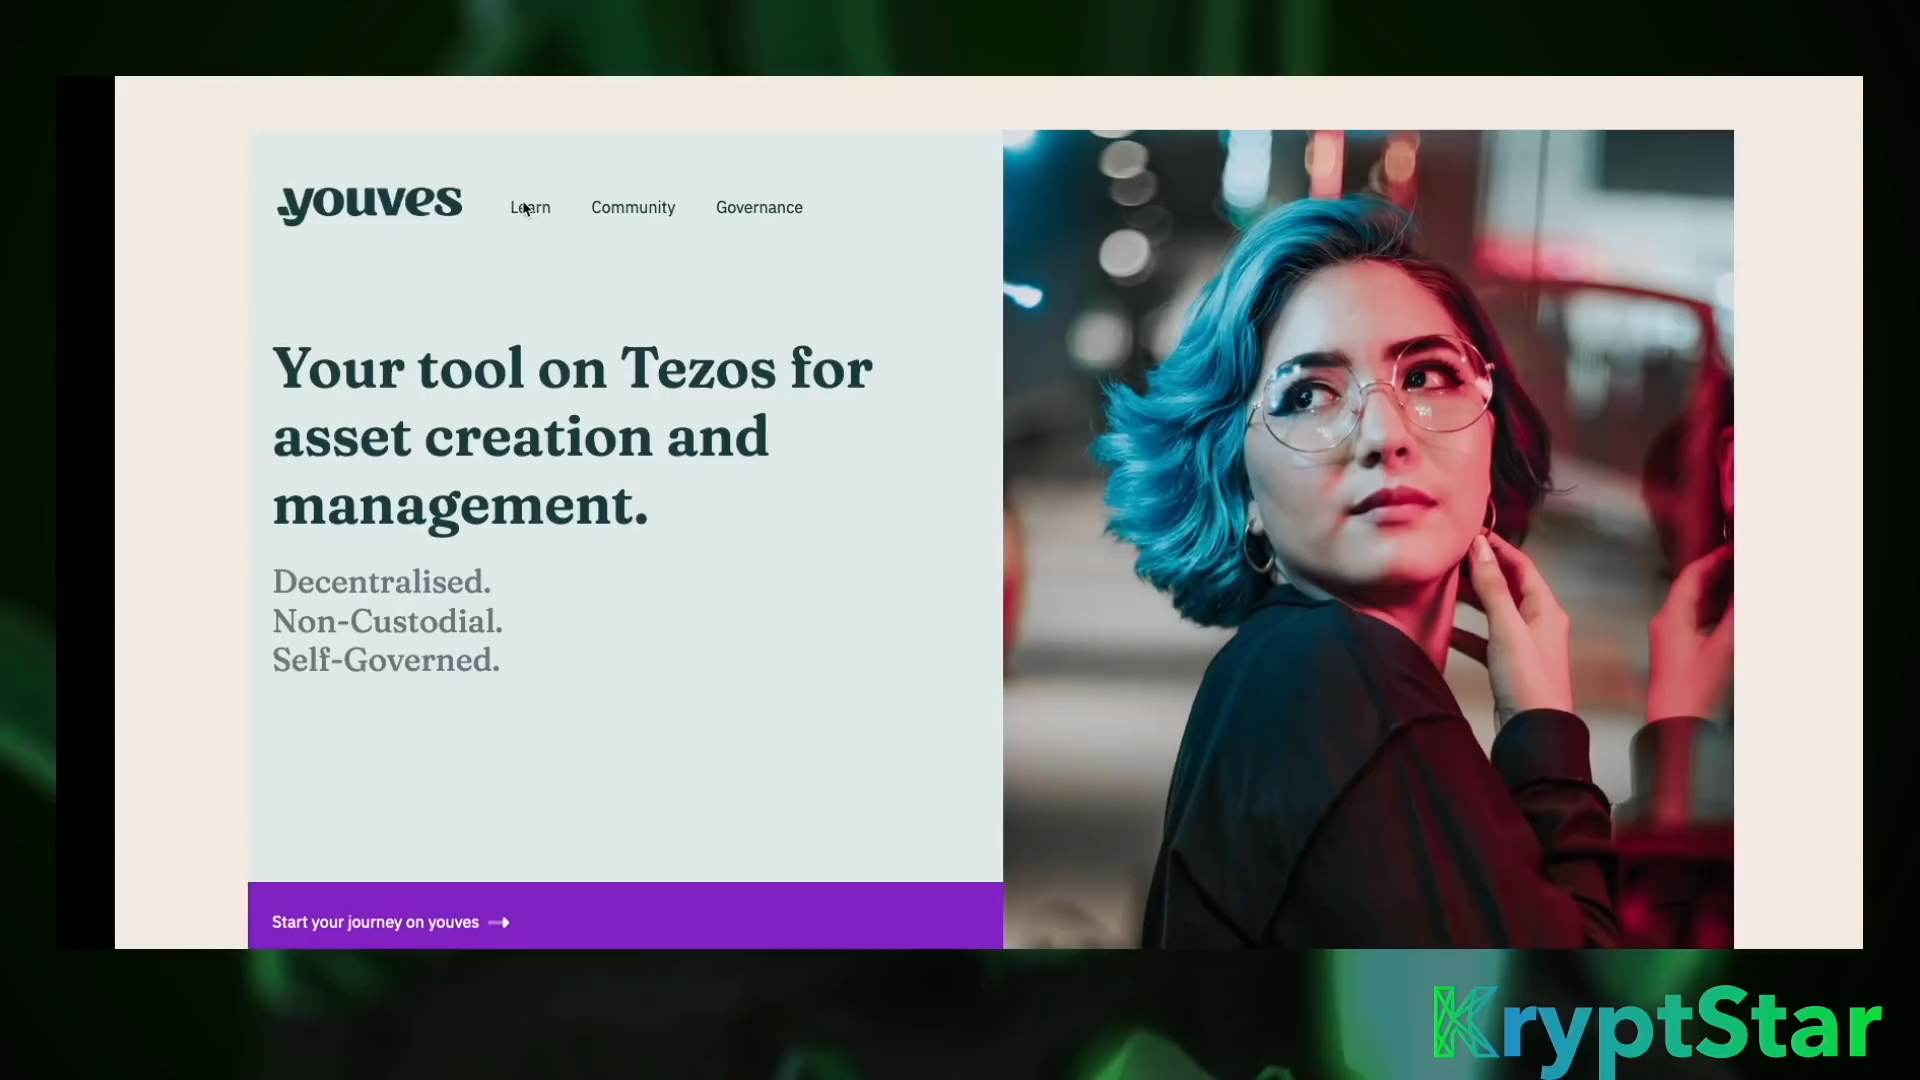 youves
Learn Community Governance
Your tool on Tezos for
asset creation and
management.
Decentralised.
Non-Custodial.
Self-Governed.
Start your journey on youves
KryptStar